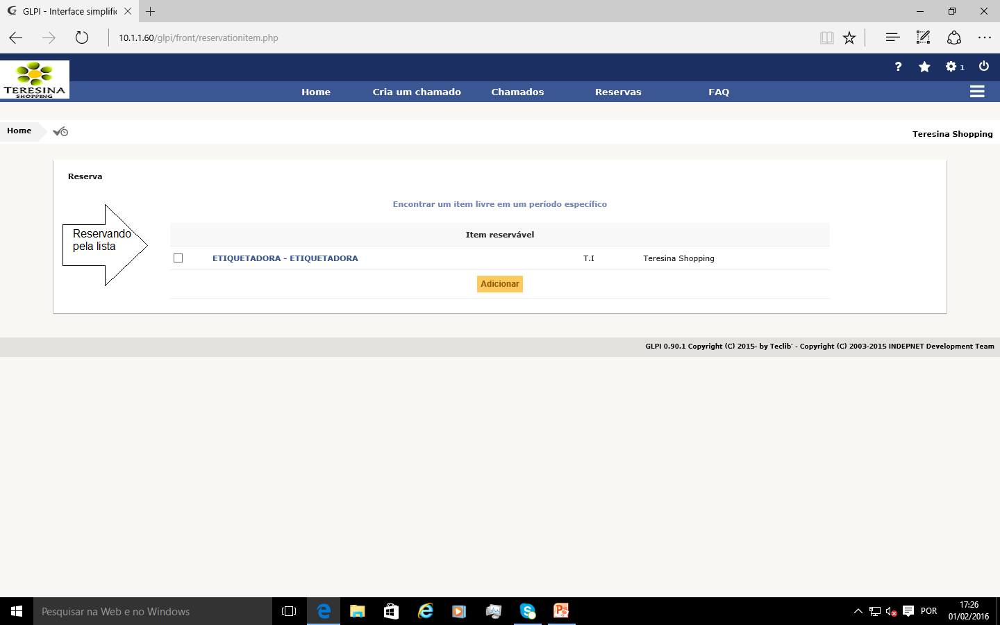 GLPI - Interface simplifi
10.1.1.60/glpi/front/reservationitem.php
TERESINA
SHOPPING
? 1
Home Cria um chamado Chamados Reservas FAQ
Home
Teresina Shopping
Reserva
Encontrar um item livre em um período específico
Reservando
pela lista
Item reservável
ETIQUETADORA - ETIQUETADORA T.I Teresina Shopping
Adicionar
GLPI 0.90.1 Copyright (C) 2015- by Teclib' - Copyright (C) 2003-2015 INDEPNET Development Team
Pesquisar na Web e no Windows
POR
17:26
01/02/2016